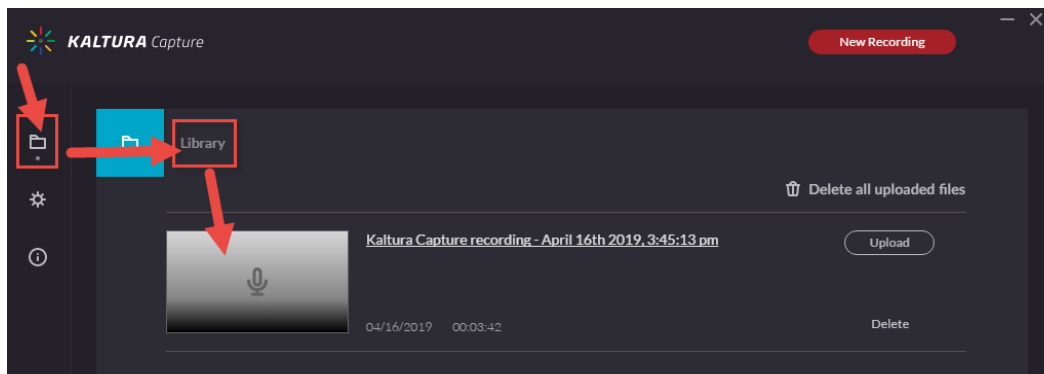 KALTURA Capture
New Recording
Library
Delete all uploaded files
Kaltura Capture recording - April 16th 2019, 3:45:13 pm
Upload
04/16/2019 00:03:42
Delete